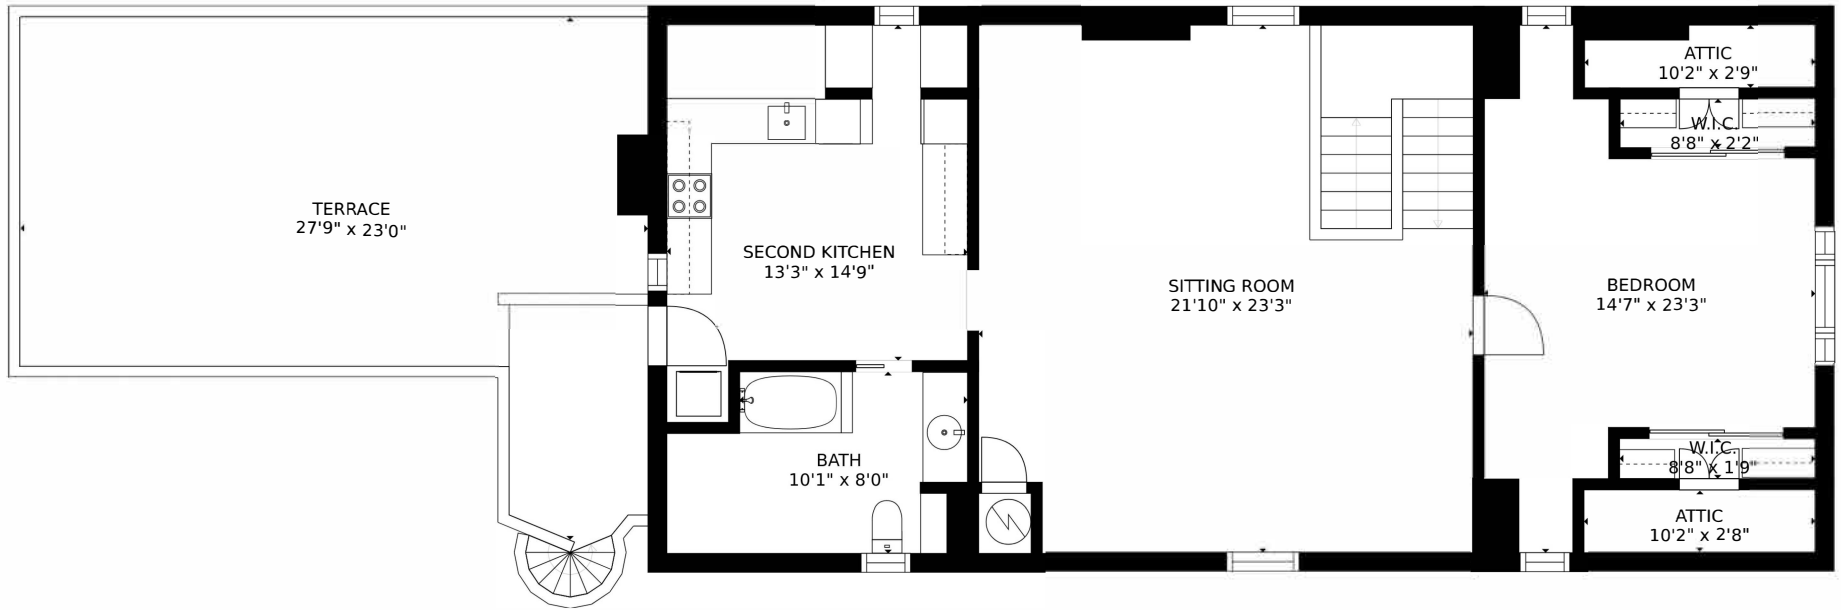 ATTIC
10'2" x 2'9"
W.I.C.
8'8" x 2'2"
TERRACE
27'9" x 23'0"
SECOND KITCHEN
13'3" x 14'9"
SITTING ROOM
21'10" x 23'3"
BEDROOM
14'7" x 23'3"
BATH
10'1" x 8'0"
W.I.C.
8'8" x 1'9"
ATTIC
10'2" x 2'8"